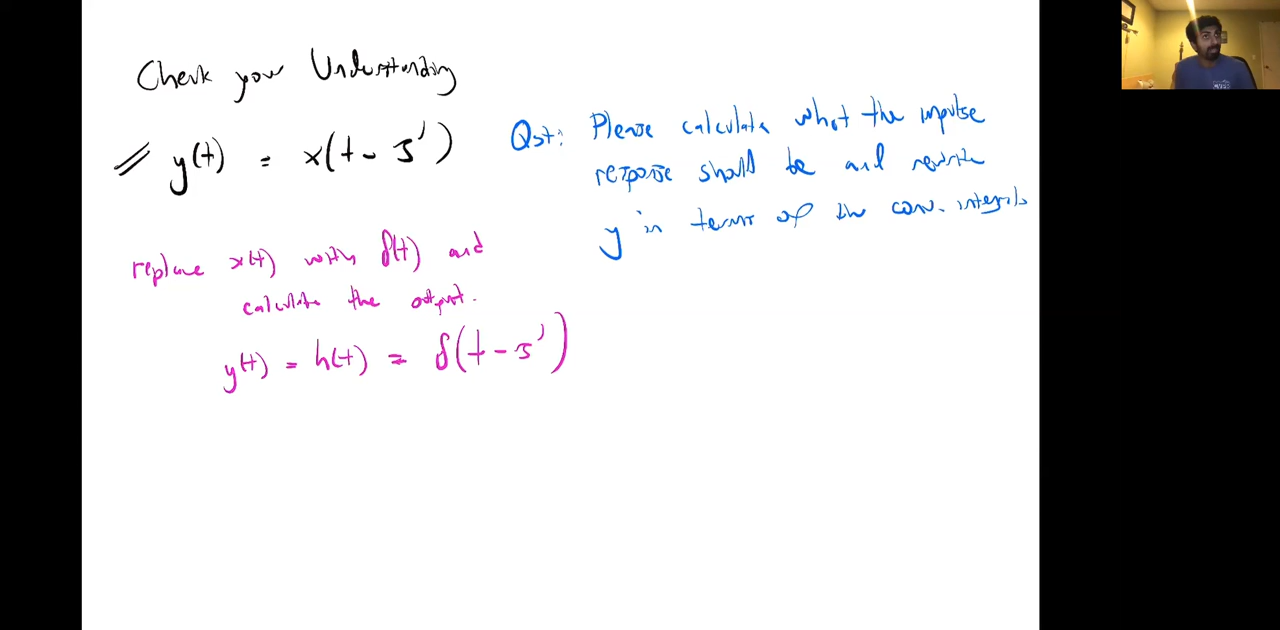 Check your Understanding
y(t) = x(t - 5')
Qst: Please calculate what the impulse
response should be and rewrite
y in terms of the conv. integrals
replace x(t) with δ(t) and
calculate the output.
y(t) = h(t) = δ(t - 5')